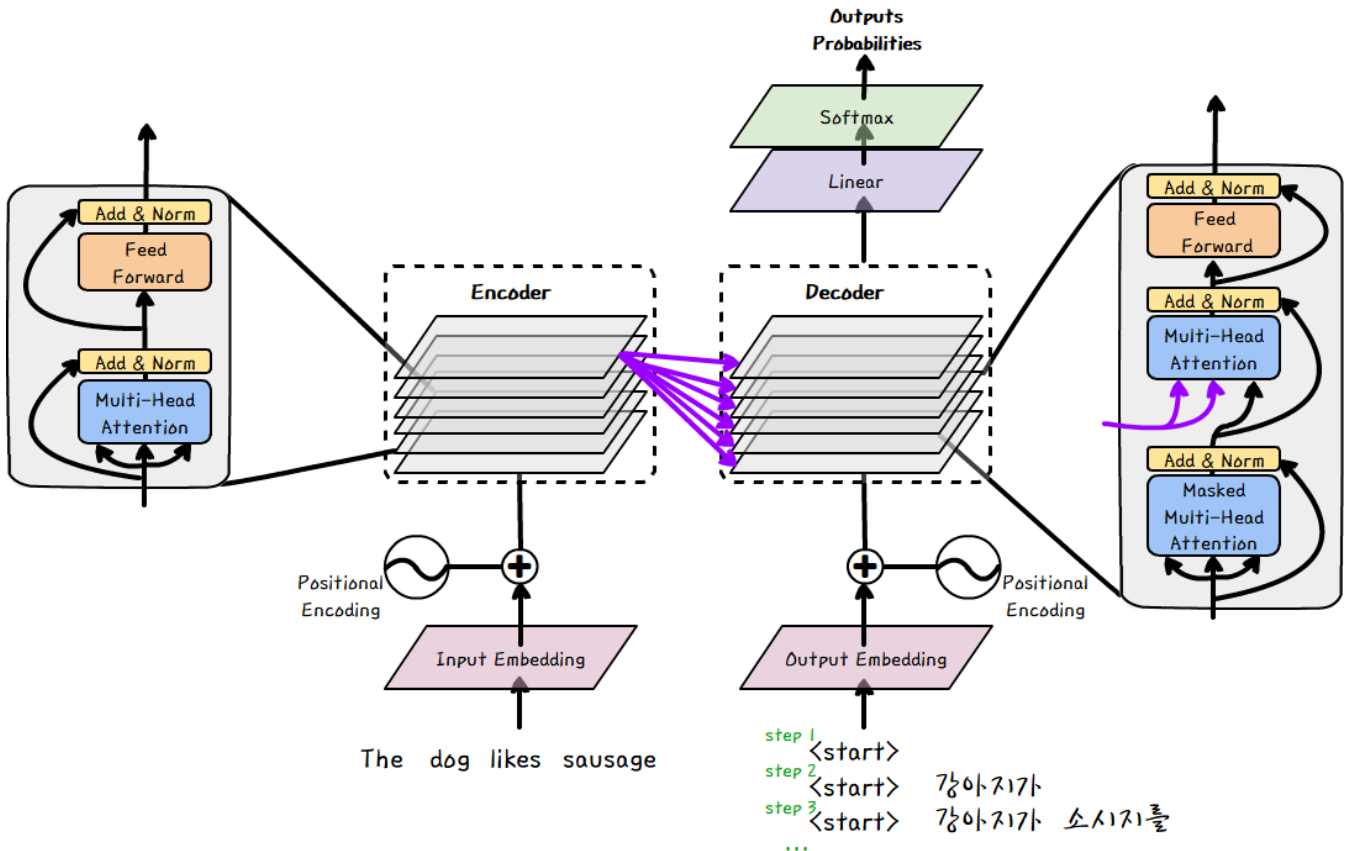 Outputs
Probabilities
Softmax
Linear
Add & Norm
Feed
Forward
Add & Norm
Multi-Head
Attention
Encoder
Decoder
Add & Norm
Feed
Forward
Add & Norm
Multi-Head
Attention
Add & Norm
Masked
Multi-Head
Attention
Positional
Encoding
Positional
Encoding
Input Embedding
Output Embedding
The dog likes sausage
step 1
<start>
step 2
<start> 강아지가
step 3
<start> 강아지가 소시지를
...